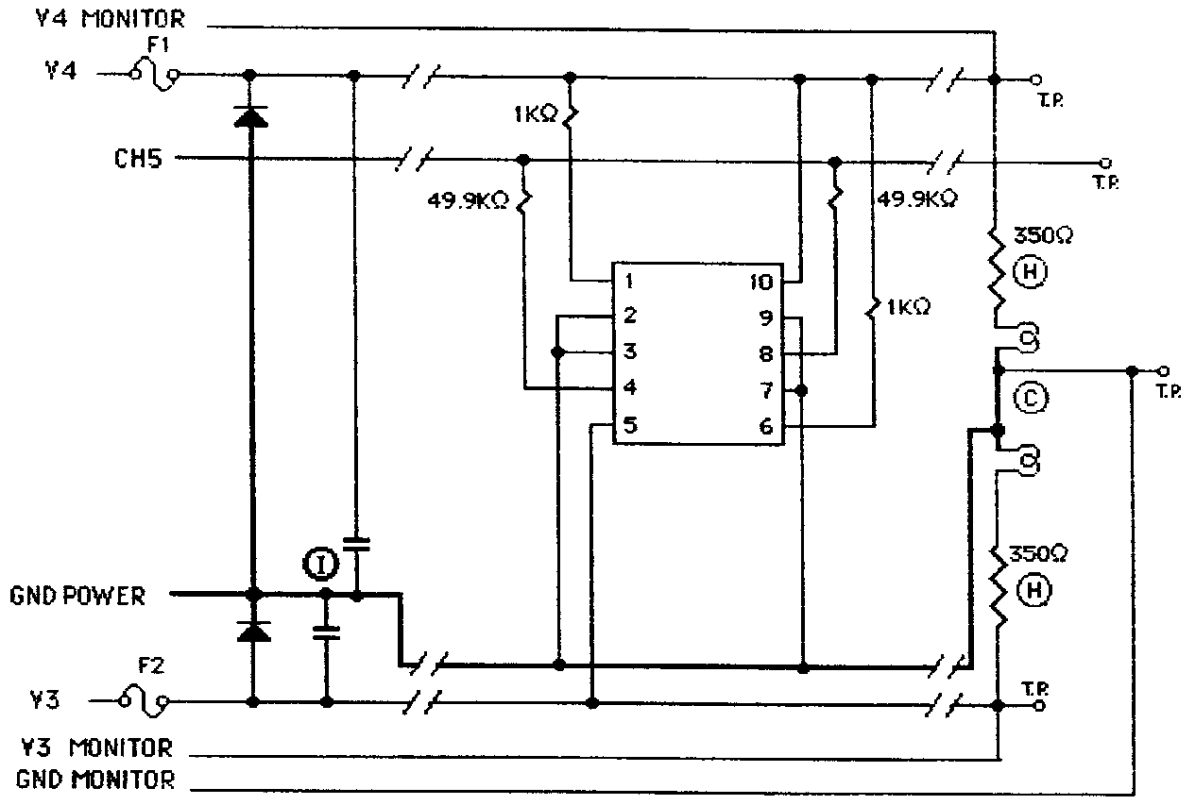 V4 MONITOR
F1
V4
T.P.
1KΩ
CH5
T.P.
49.9KΩ
49.9KΩ
350Ω
H
1 10
1KΩ
2 9
3 8
4 7
T.P.
C
5 6
I
350Ω
GND POWER
H
F2
T.P.
V3
V3 MONITOR
GND MONITOR